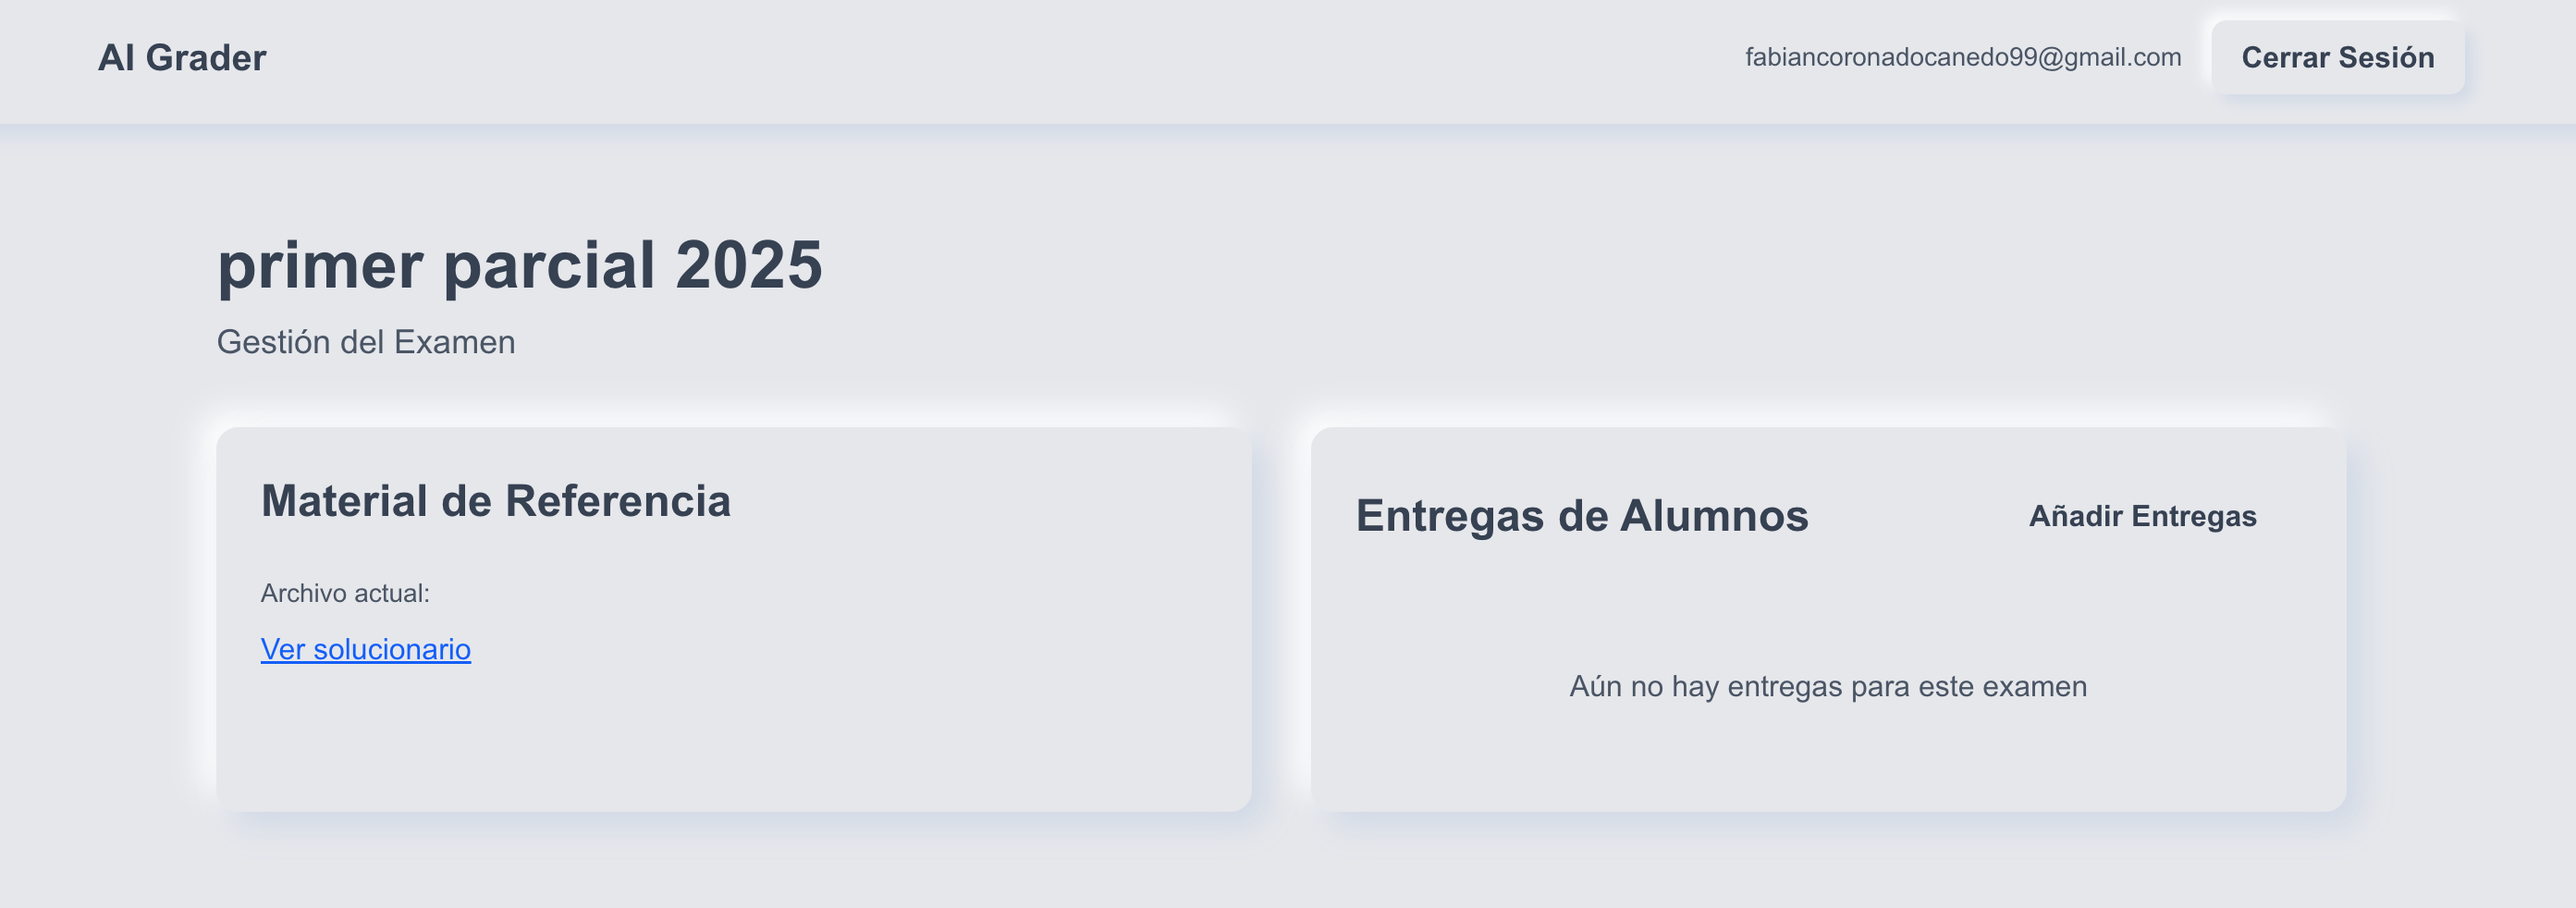 AI Grader
fabiancoronadocanedo99@gmail.com
Cerrar Sesión
primer parcial 2025
Gestión del Examen
Material de Referencia
Archivo actual:
Ver solucionario
Entregas de Alumnos
Añadir Entregas
Aún no hay entregas para este examen